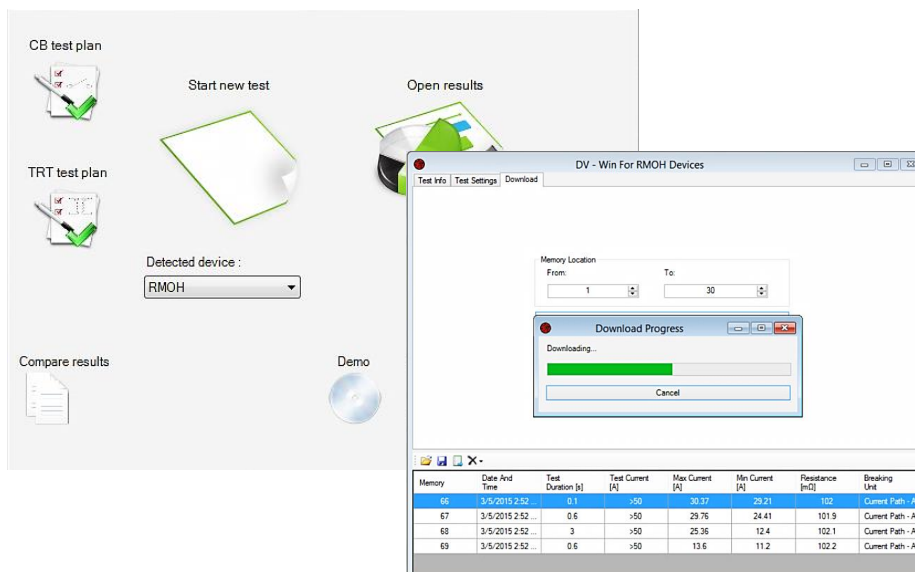 CB test plan
Start new test
Open results
TRT test plan
Detected device :
RMOH
Compare results
Demo
DV - Win For RMOH Devices
Test Info Test Settings Download
Memory Location
From: To:
1 30
Download Progress
Downloading...
Cancel
Memory Date And Time Test Duration [s] Test Current [A] Max Current [A] Min Current [A] Resistance [mΩ] Breaking Unit
66 3/5/2015 2:52 ... 0.1 >50 30.37 29.21 102 Current Path - A
67 3/5/2015 2:52 ... 0.6 >50 29.76 24.41 101.9 Current Path - A
68 3/5/2015 2:52 ... 3 >50 25.36 12.4 102.1 Current Path - A
69 3/5/2015 2:52 ... 0.6 >50 13.6 11.2 102.2 Current Path - A